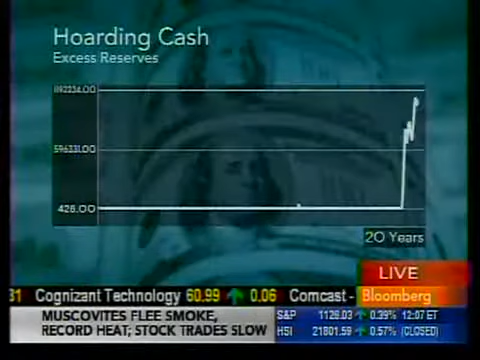 Hoarding Cash
Excess Reserves
1192236.00
596331.00
428.00
20 Years
LIVE
31 Cognizant Technology 60.99 0.06 Comcast - Bloomberg
MUSCOVITES FLEE SMOKE,
RECORD HEAT; STOCK TRADES SLOW
S&P 1126.03 0.39% 12:07 ET
HSI 21801.59 0.57% (CLOSED)